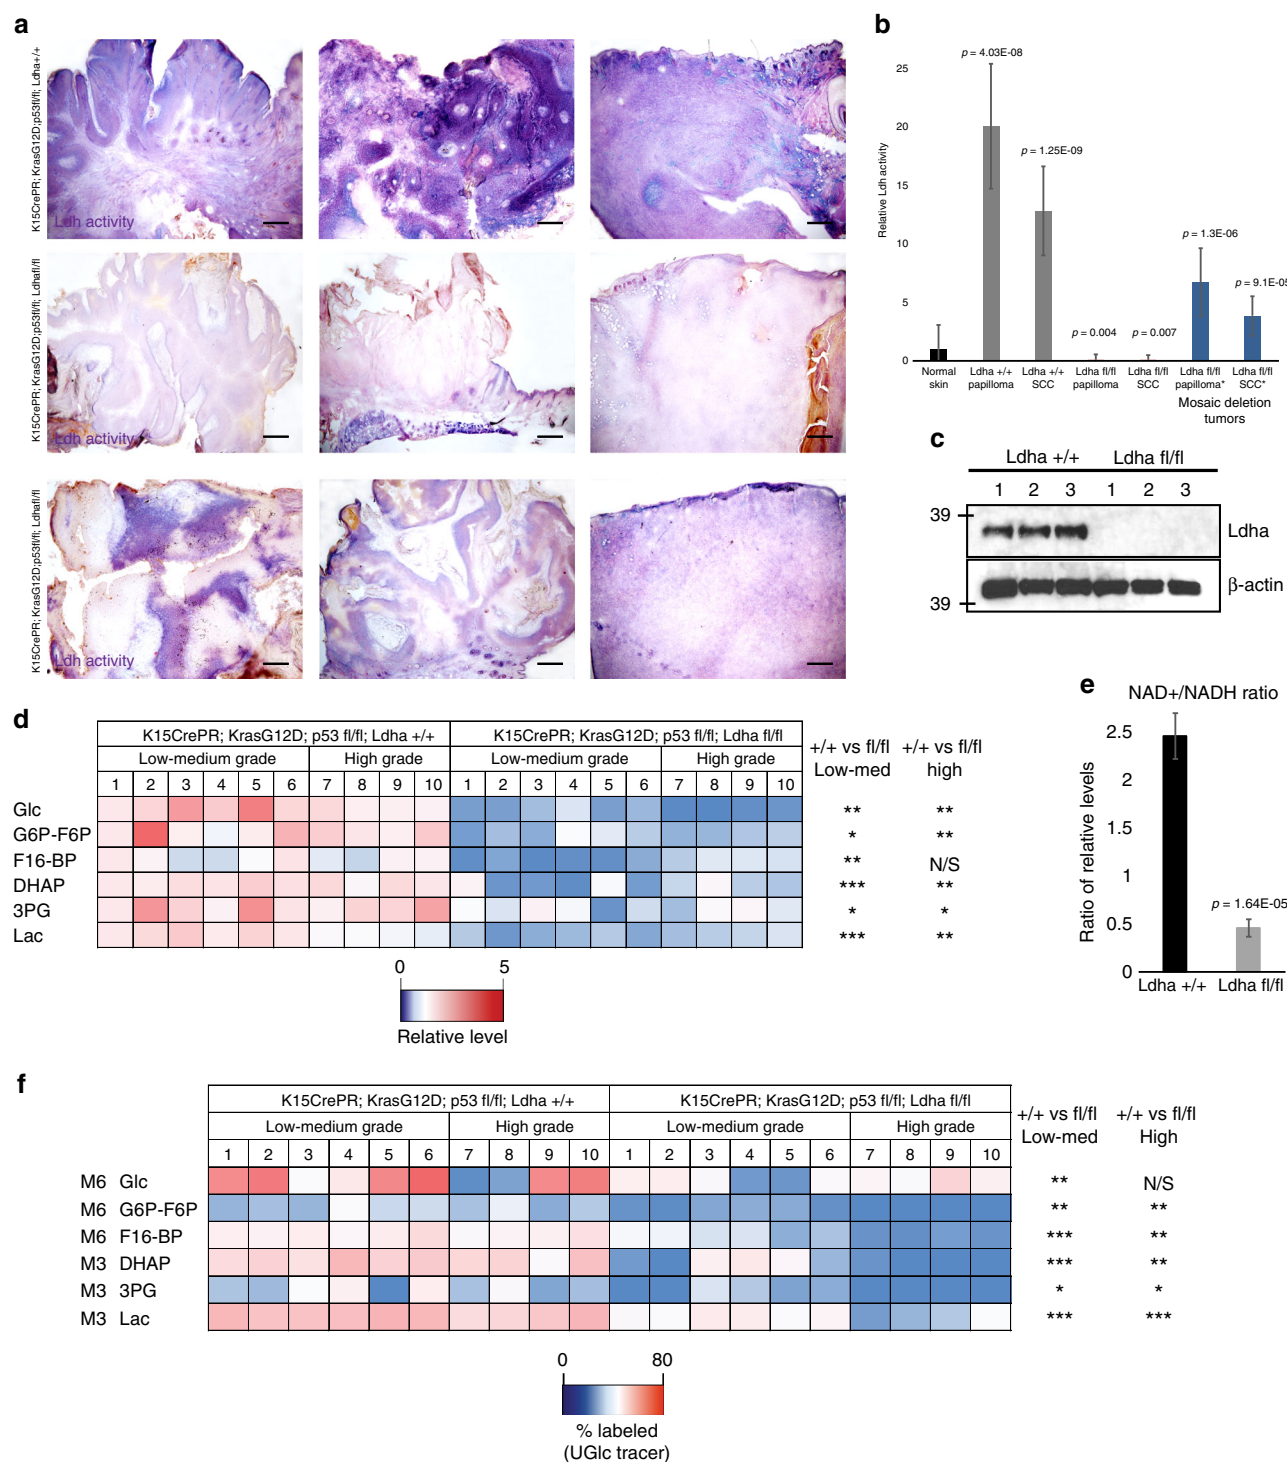 a
K15CrePR; KrasG12D;p53fl/fl; Ldha+/+
Ldh activity
K15CrePR; KrasG12D;p53fl/fl; Ldhafl/fl
Ldh activity
K15CrePR; KrasG12D;p53fl/fl; Ldhafl/fl
Ldh activity
b
Relative Ldh activity
25
20
15
10
5
0
p = 4.03E-08
p = 1.25E-09
p = 0.004
p = 0.007
p = 1.3E-06
p = 9.1E-05
Normal skin
Ldha +/+ papilloma
Ldha +/+ SCC
Ldha fl/fl papilloma
Ldha fl/fl SCC
Ldha fl/fl papilloma*
Ldha fl/fl SCC*
Mosaic deletion tumors
c
Ldha +/+ Ldha fl/fl
1 2 3 1 2 3
39
Ldha
39
β-actin
d
K15CrePR; KrasG12D; p53 fl/fl; Ldha +/+ K15CrePR; KrasG12D; p53 fl/fl; Ldha fl/fl
Low-medium grade High grade Low-medium grade High grade
1 2 3 4 5 6 7 8 9 10 1 2 3 4 5 6 7 8 9 10
+/+ vs fl/fl Low-med
+/+ vs fl/fl high
Glc ** **
G6P-F6P * **
F16-BP ** N/S
DHAP *** **
3PG * *
Lac *** **
0 5
Relative level
e
NAD+/NADH ratio
Ratio of relative levels
2.5
2
1.5
1
0.5
0
p = 1.64E-05
Ldha +/+ Ldha fl/fl
f
K15CrePR; KrasG12D; p53 fl/fl; Ldha +/+ K15CrePR; KrasG12D; p53 fl/fl; Ldha fl/fl
Low-medium grade High grade Low-medium grade High grade
1 2 3 4 5 6 7 8 9 10 1 2 3 4 5 6 7 8 9 10
+/+ vs fl/fl Low-med
+/+ vs fl/fl High
M6 Glc ** N/S
M6 G6P-F6P ** **
M6 F16-BP *** **
M3 DHAP *** **
M3 3PG * *
M3 Lac *** ***
0 80
% labeled
(UGlc tracer)